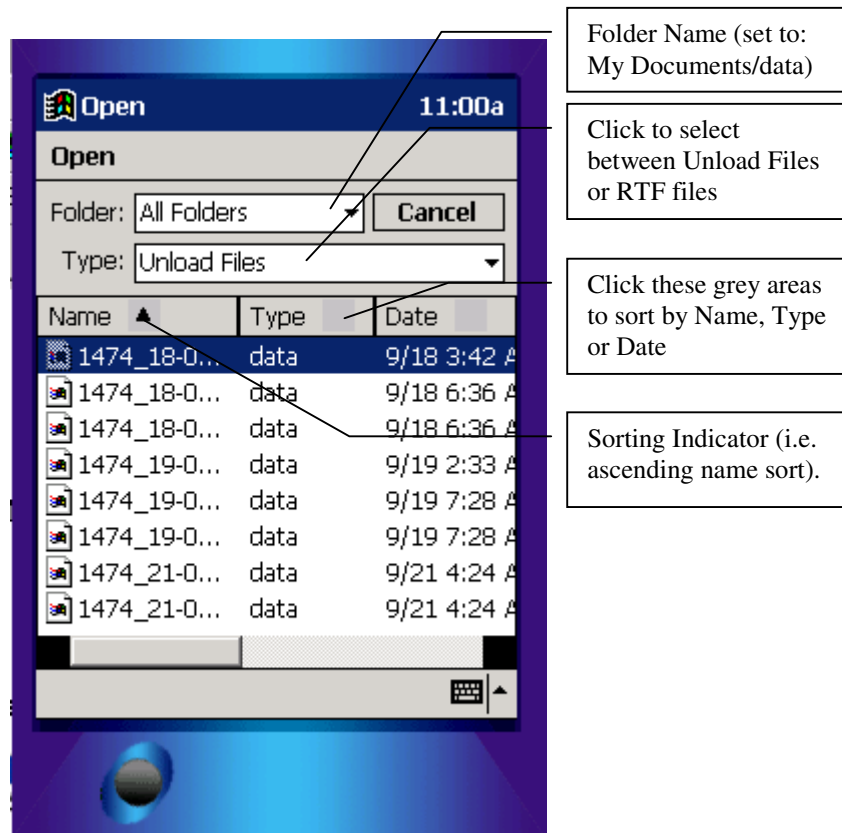 Open 11:00a
Open
Folder: All Folders Cancel
Type: Unload Files
Name Type Date
1474_18-0... data 9/18 3:42 A
1474_18-0... data 9/18 6:36 A
1474_18-0... data 9/18 6:36 A
1474_19-0... data 9/19 2:33 A
1474_19-0... data 9/19 7:28 A
1474_19-0... data 9/19 7:28 A
1474_21-0... data 9/21 4:24 A
1474_21-0... data 9/21 4:24 A
Folder Name (set to:
My Documents/data)
Click to select
between Unload Files
or RTF files
Click these grey areas
to sort by Name, Type
or Date
Sorting Indicator (i.e.
ascending name sort).